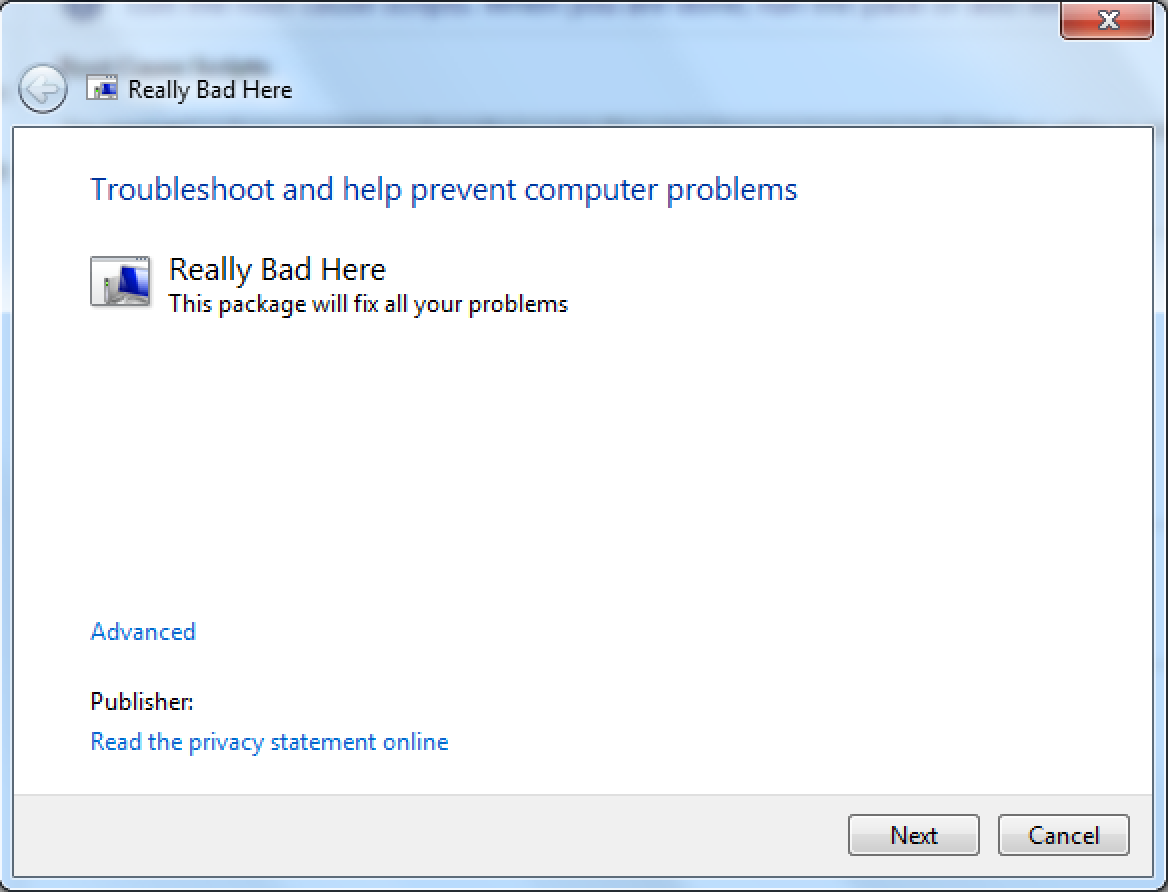 Really Bad Here
Troubleshoot and help prevent computer problems
Really Bad Here
This package will fix all your problems
Advanced
Publisher:
Read the privacy statement online
Next
Cancel